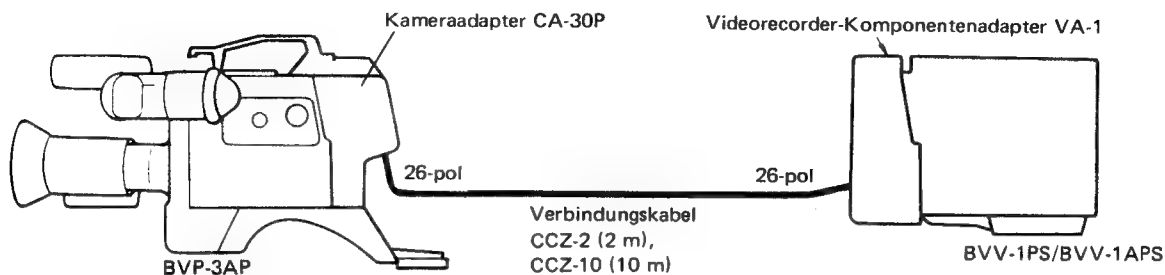 Kameraadapter CA-30P
Videorecorder-Komponentenadapter VA-1
26-pol
26-pol
Verbindungskabel
CCZ-2 (2 m),
CCZ-10 (10 m)
BVP-3AP
BVV-1PS/BVV-1APS